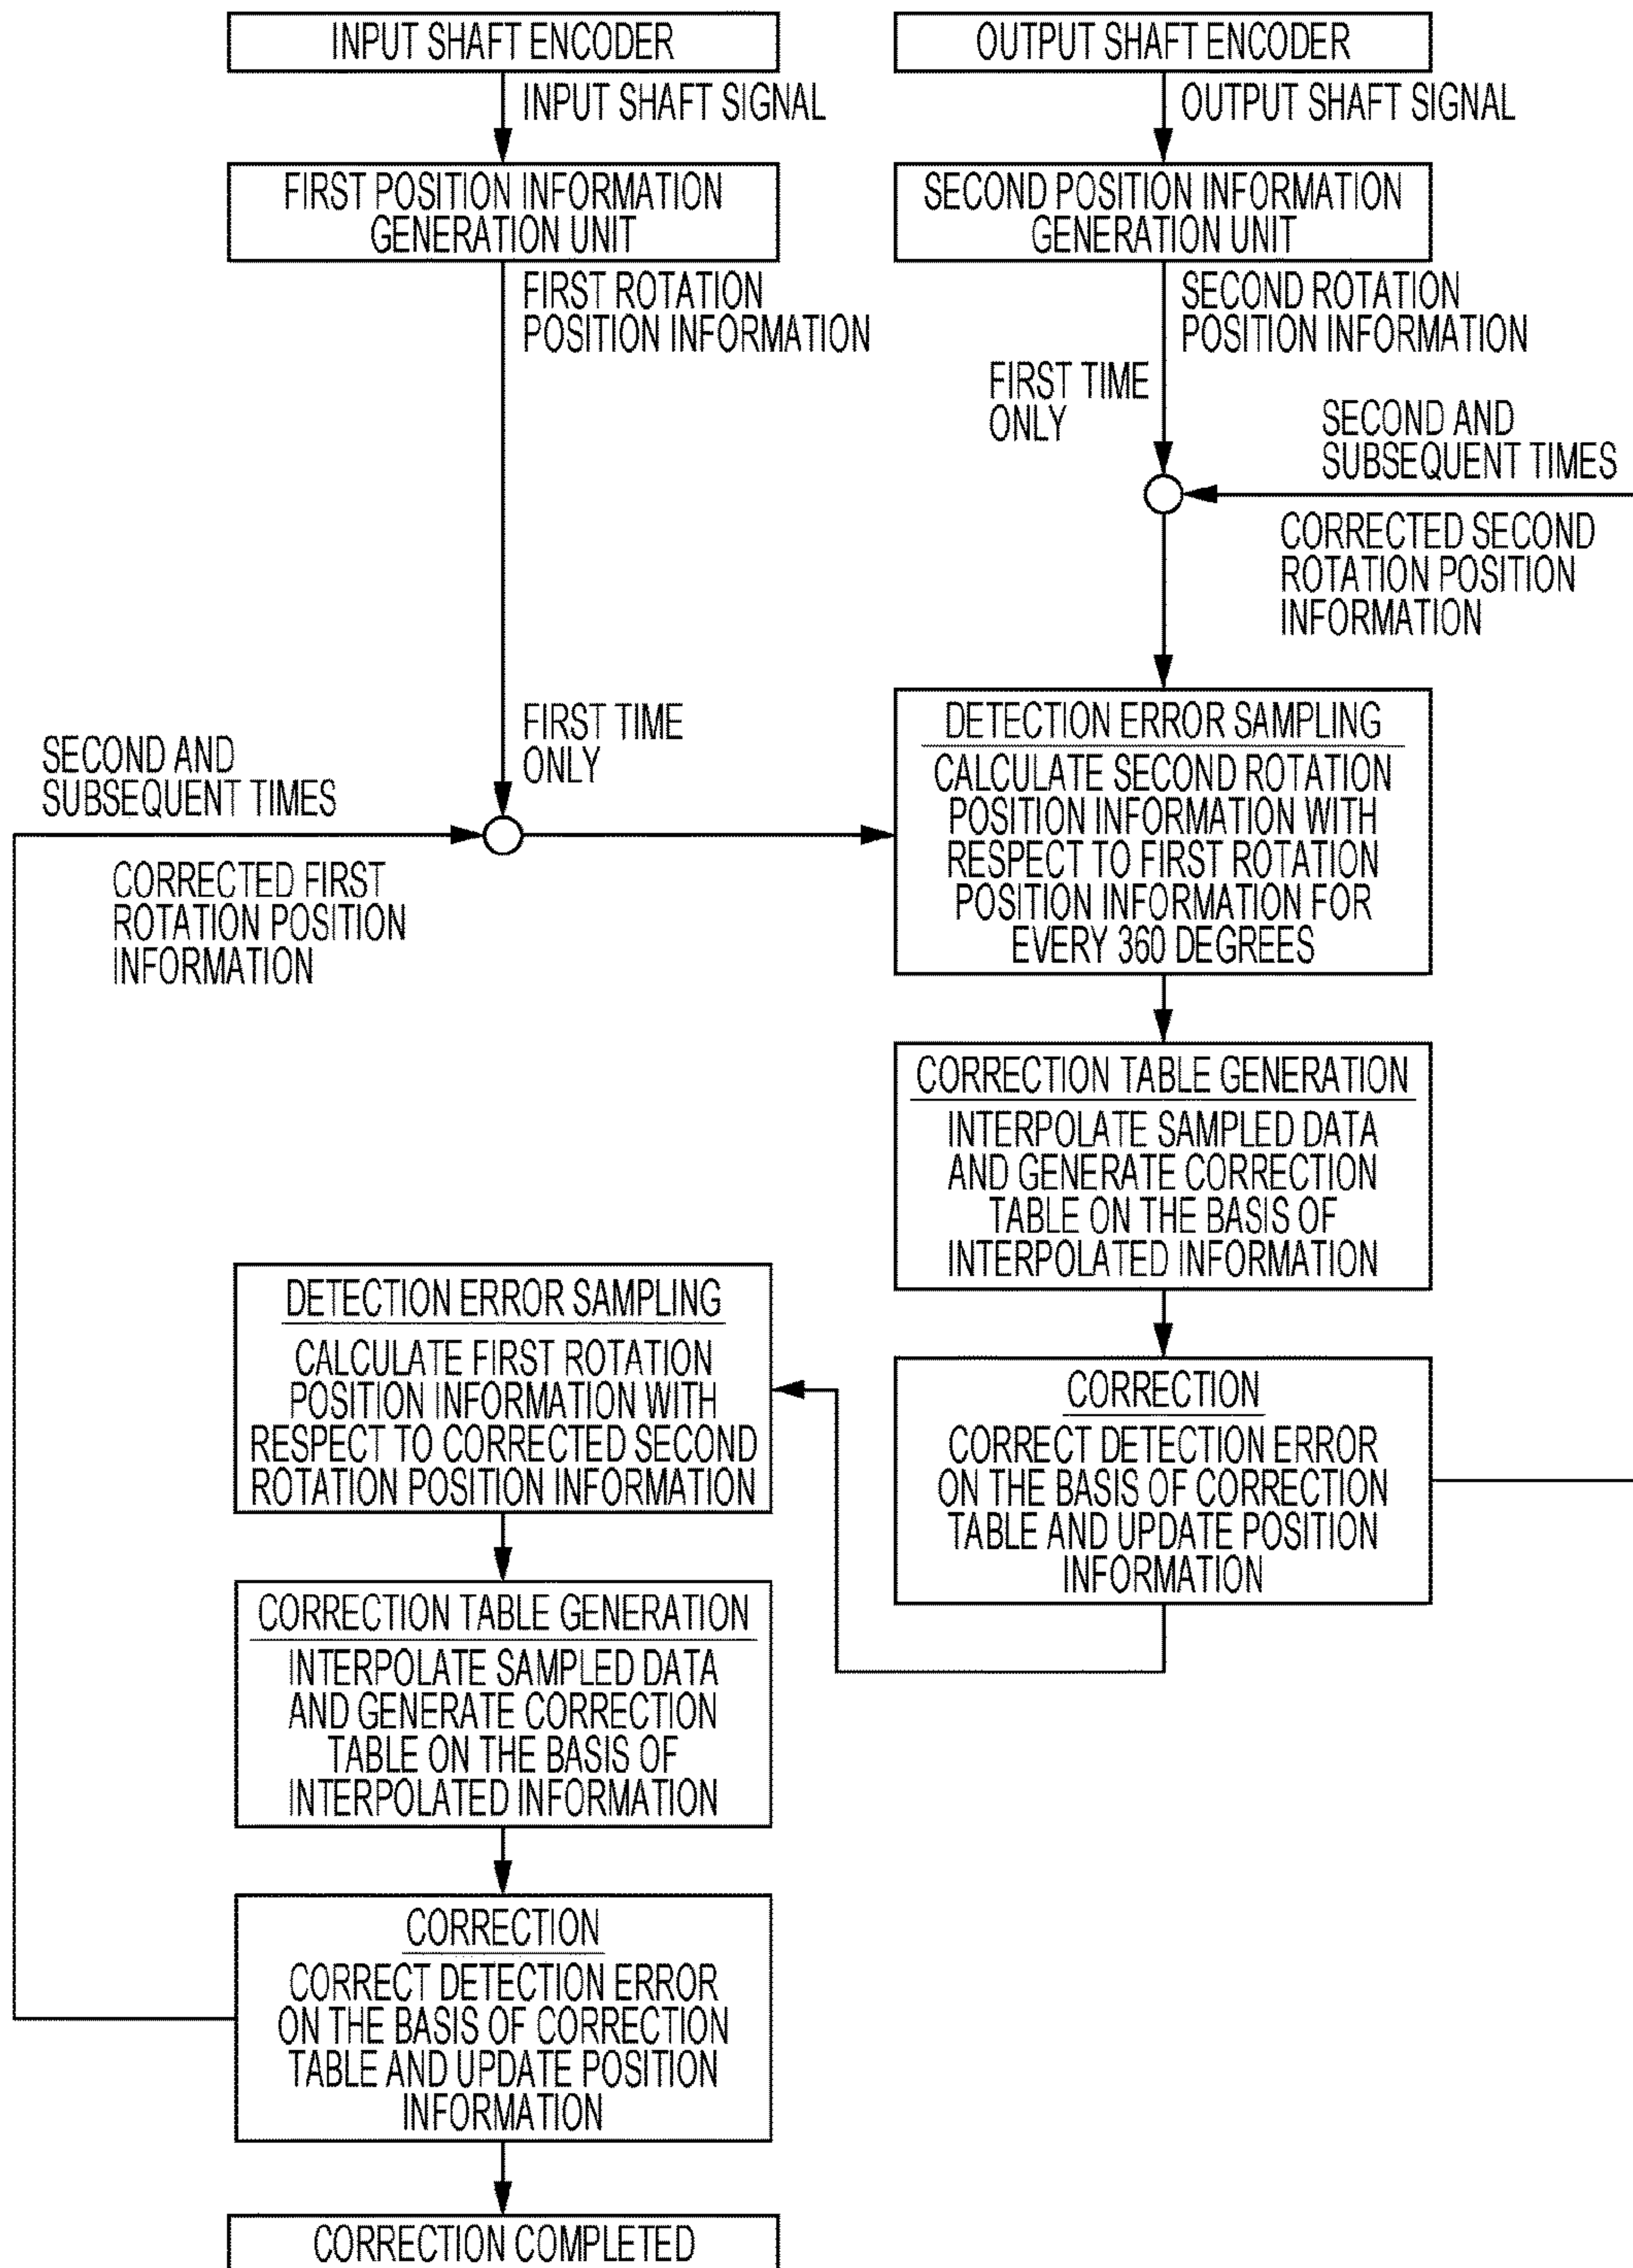 INPUT SHAFT ENCODER
OUTPUT SHAFT ENCODER
INPUT SHAFT SIGNAL
OUTPUT SHAFT SIGNAL
FIRST POSITION INFORMATION
GENERATION UNIT
SECOND POSITION INFORMATION
GENERATION UNIT
FIRST ROTATION
POSITION INFORMATION
SECOND ROTATION
POSITION INFORMATION
FIRST TIME
ONLY
SECOND AND
SUBSEQUENT TIMES
CORRECTED SECOND
ROTATION POSITION
INFORMATION
FIRST TIME
ONLY
SECOND AND
SUBSEQUENT TIMES
CORRECTED FIRST
ROTATION POSITION
INFORMATION
DETECTION ERROR SAMPLING
CALCULATE SECOND ROTATION
POSITION INFORMATION WITH
RESPECT TO FIRST ROTATION
POSITION INFORMATION FOR
EVERY 360 DEGREES
CORRECTION TABLE GENERATION
INTERPOLATE SAMPLED DATA
AND GENERATE CORRECTION
TABLE ON THE BASIS OF
INTERPOLATED INFORMATION
CORRECTION
CORRECT DETECTION ERROR
ON THE BASIS OF CORRECTION
TABLE AND UPDATE POSITION
INFORMATION
DETECTION ERROR SAMPLING
CALCULATE FIRST ROTATION
POSITION INFORMATION WITH
RESPECT TO CORRECTED SECOND
ROTATION POSITION INFORMATION
CORRECTION TABLE GENERATION
INTERPOLATE SAMPLED DATA
AND GENERATE CORRECTION
TABLE ON THE BASIS OF
INTERPOLATED INFORMATION
CORRECTION
CORRECT DETECTION ERROR
ON THE BASIS OF CORRECTION
TABLE AND UPDATE POSITION
INFORMATION
CORRECTION COMPLETED